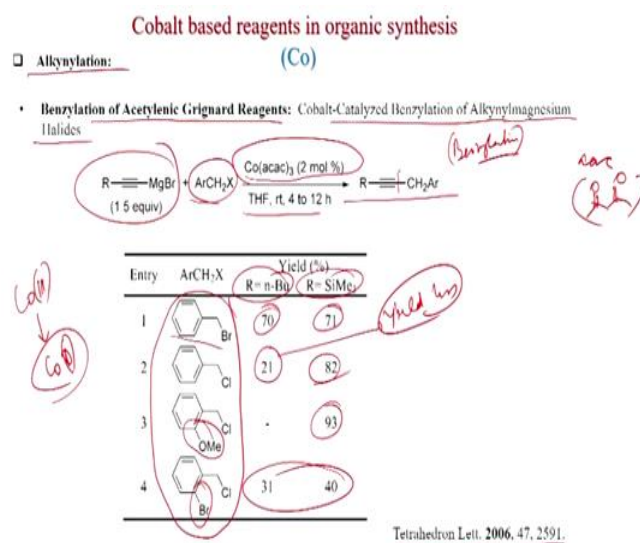 Cobalt based reagents in organic synthesis
(Co)
❑ Alkynylation:
• Benzylation of Acetylenic Grignard Reagents: Cobalt-Catalyzed Benzylation of Alkynylmagnesium
Halides
R MgBr + ArCH2X Co(acac)3 (2 mol %) R CH2Ar
(1 5 equiv) THF, rt, 4 to 12 h
(Benzylation)
acac
O O
Entry ArCH2X Yield (%)
R= n-Bu R= SiMe3
1 Br 70 71
2 Cl 21 82
3 Cl OMe - 93
4 Cl Br 31 40
yield less
Tetrahedron Lett. 2006, 47, 2591.